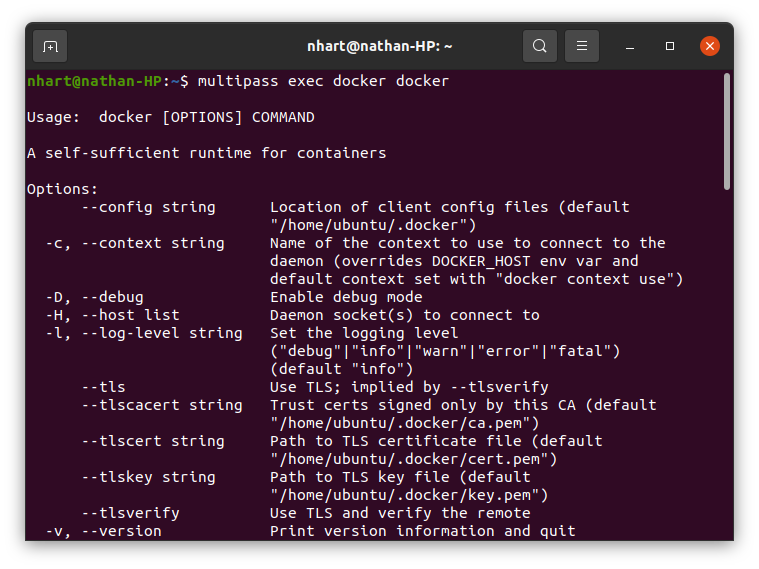 nhart@nathan-HP: ~
nhart@nathan-HP:~$ multipass exec docker docker
Usage:  docker [OPTIONS] COMMAND
A self-sufficient runtime for containers
Options:
      --config string      Location of client config files (default
                           "/home/ubuntu/.docker")
  -c, --context string     Name of the context to use to connect to the
                           daemon (overrides DOCKER_HOST env var and
                           default context set with "docker context use")
  -D, --debug              Enable debug mode
  -H, --host list          Daemon socket(s) to connect to
  -l, --log-level string   Set the logging level
                           ("debug"|"info"|"warn"|"error"|"fatal")
                           (default "info")
      --tls                Use TLS; implied by --tlsverify
      --tlscacert string   Trust certs signed only by this CA (default
                           "/home/ubuntu/.docker/ca.pem")
      --tlscert string     Path to TLS certificate file (default
                           "/home/ubuntu/.docker/cert.pem")
      --tlskey string      Path to TLS key file (default
                           "/home/ubuntu/.docker/key.pem")
      --tlsverify          Use TLS and verify the remote
  -v, --version            Print version information and quit